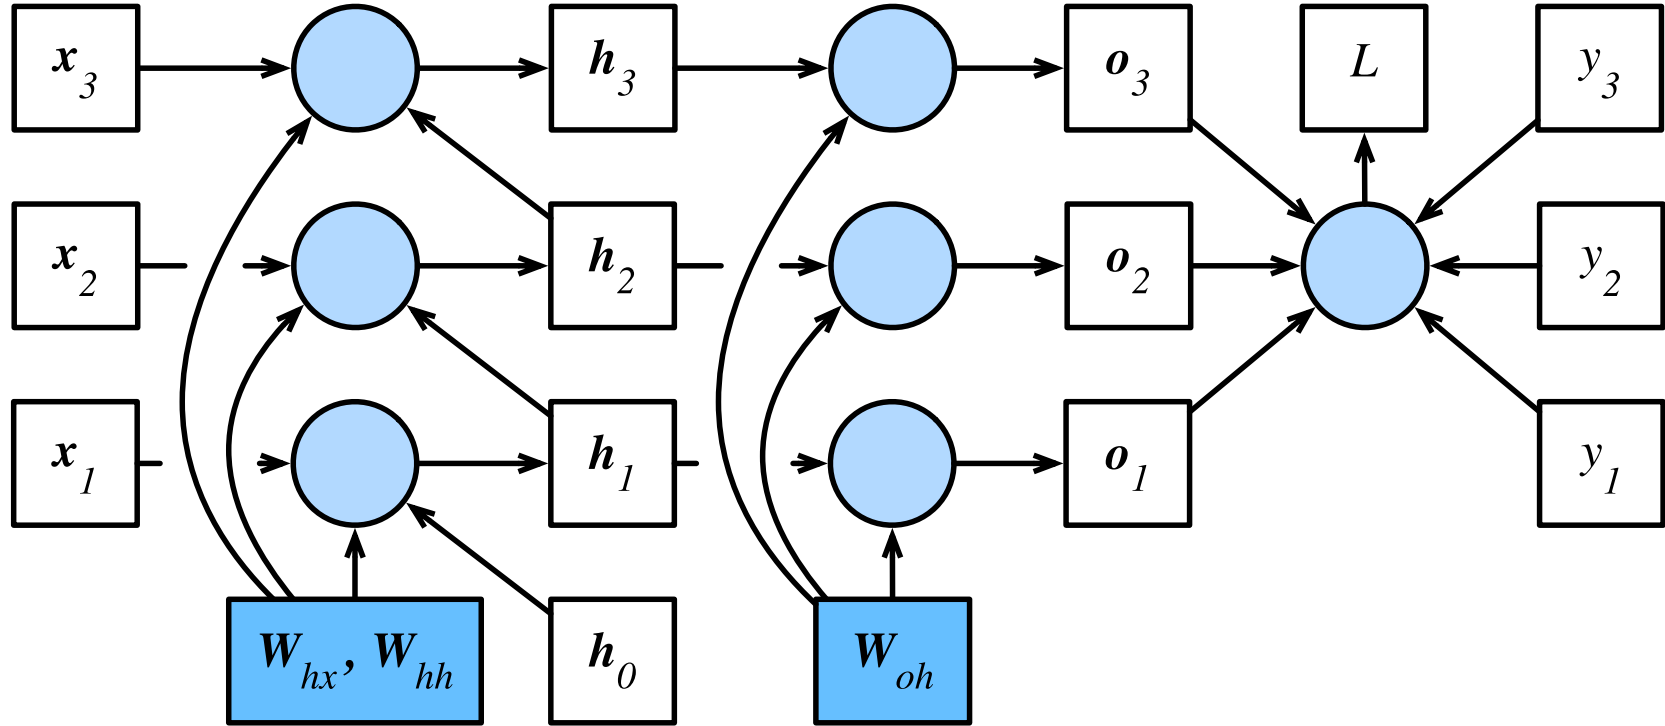 x3 h3 o3 L y3
x2 h2 o2 y2
x1 h1 o1 y1
Whx, Whh h0 Woh